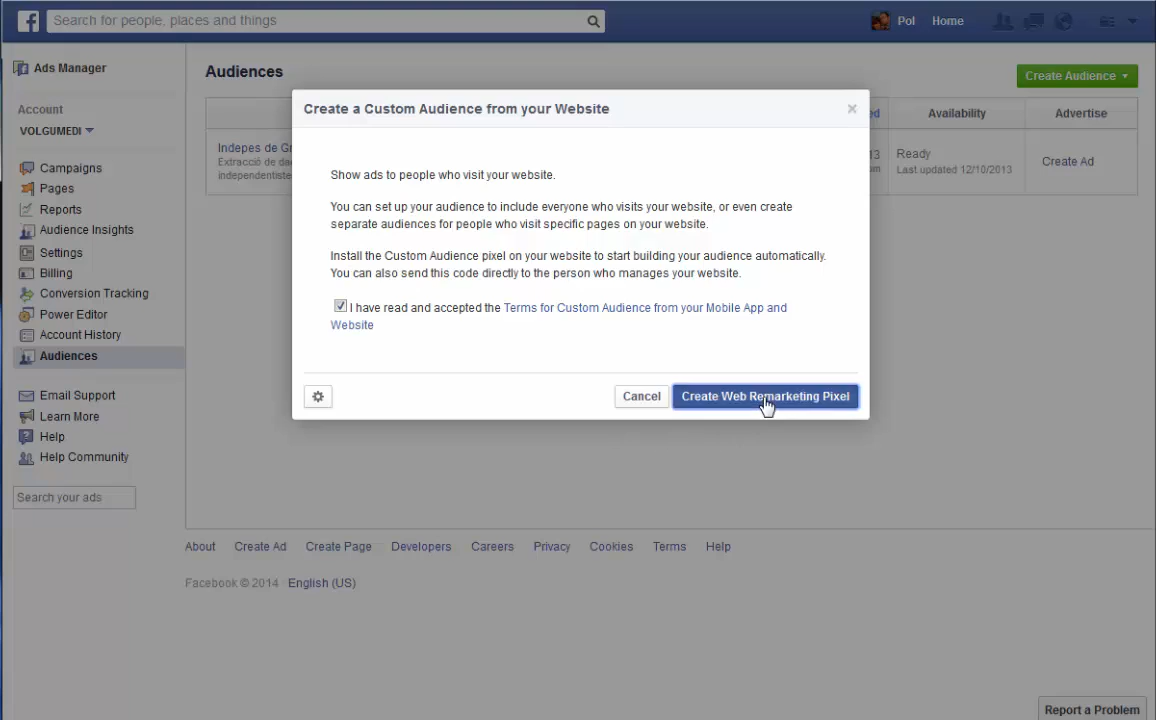 f
Search for people, places and things
Pol
Home
Ads Manager
Account
VOLGUMEDI
Campaigns
Pages
Reports
Audience Insights
Settings
Billing
Conversion Tracking
Power Editor
Account History
Audiences
Email Support
Learn More
Help
Help Community
Search your ads
Audiences
Create Audience
Availability
Advertise
Indepes de
Extracció de
independentiste
13
Ready
Last updated 12/10/2013
Create Ad
Create a Custom Audience from your Website
×
Show ads to people who visit your website.
You can set up your audience to include everyone who visits your website, or even create
separate audiences for people who visit specific pages on your website.
Install the Custom Audience pixel on your website to start building your audience automatically.
You can also send this code directly to the person who manages your website.
I have read and accepted the Terms for Custom Audience from your Mobile App and
Website
Cancel
Create Web Remarketing Pixel
About Create Ad Create Page Developers Careers Privacy Cookies Terms Help
Facebook © 2014 English (US)
Report a Problem